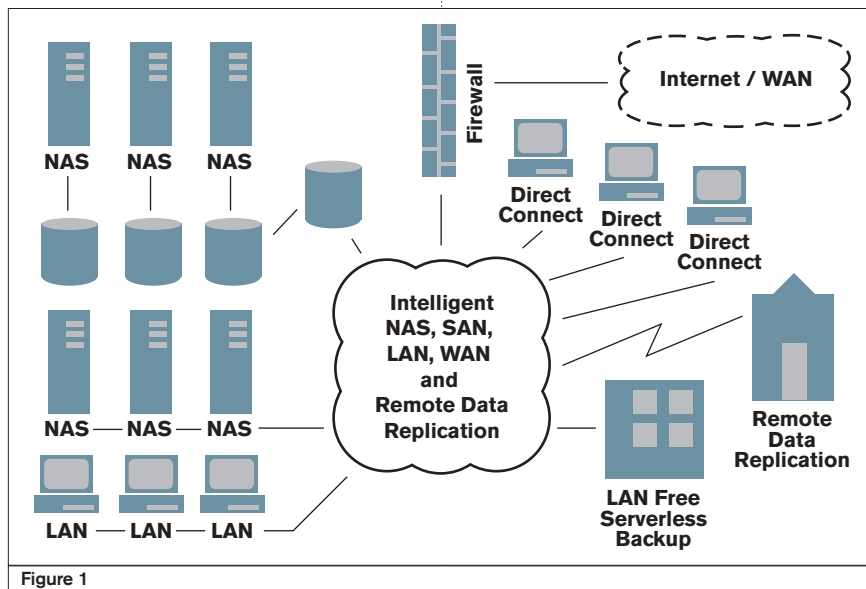 NAS NAS NAS
Firewall
Internet / WAN
Direct
Connect
Direct
Connect
Direct
Connect
Intelligent
NAS, SAN,
LAN, WAN
and
Remote Data
Replication
NAS NAS NAS
LAN LAN LAN
LAN Free
Serverless
Backup
Remote
Data
Replication
Figure 1